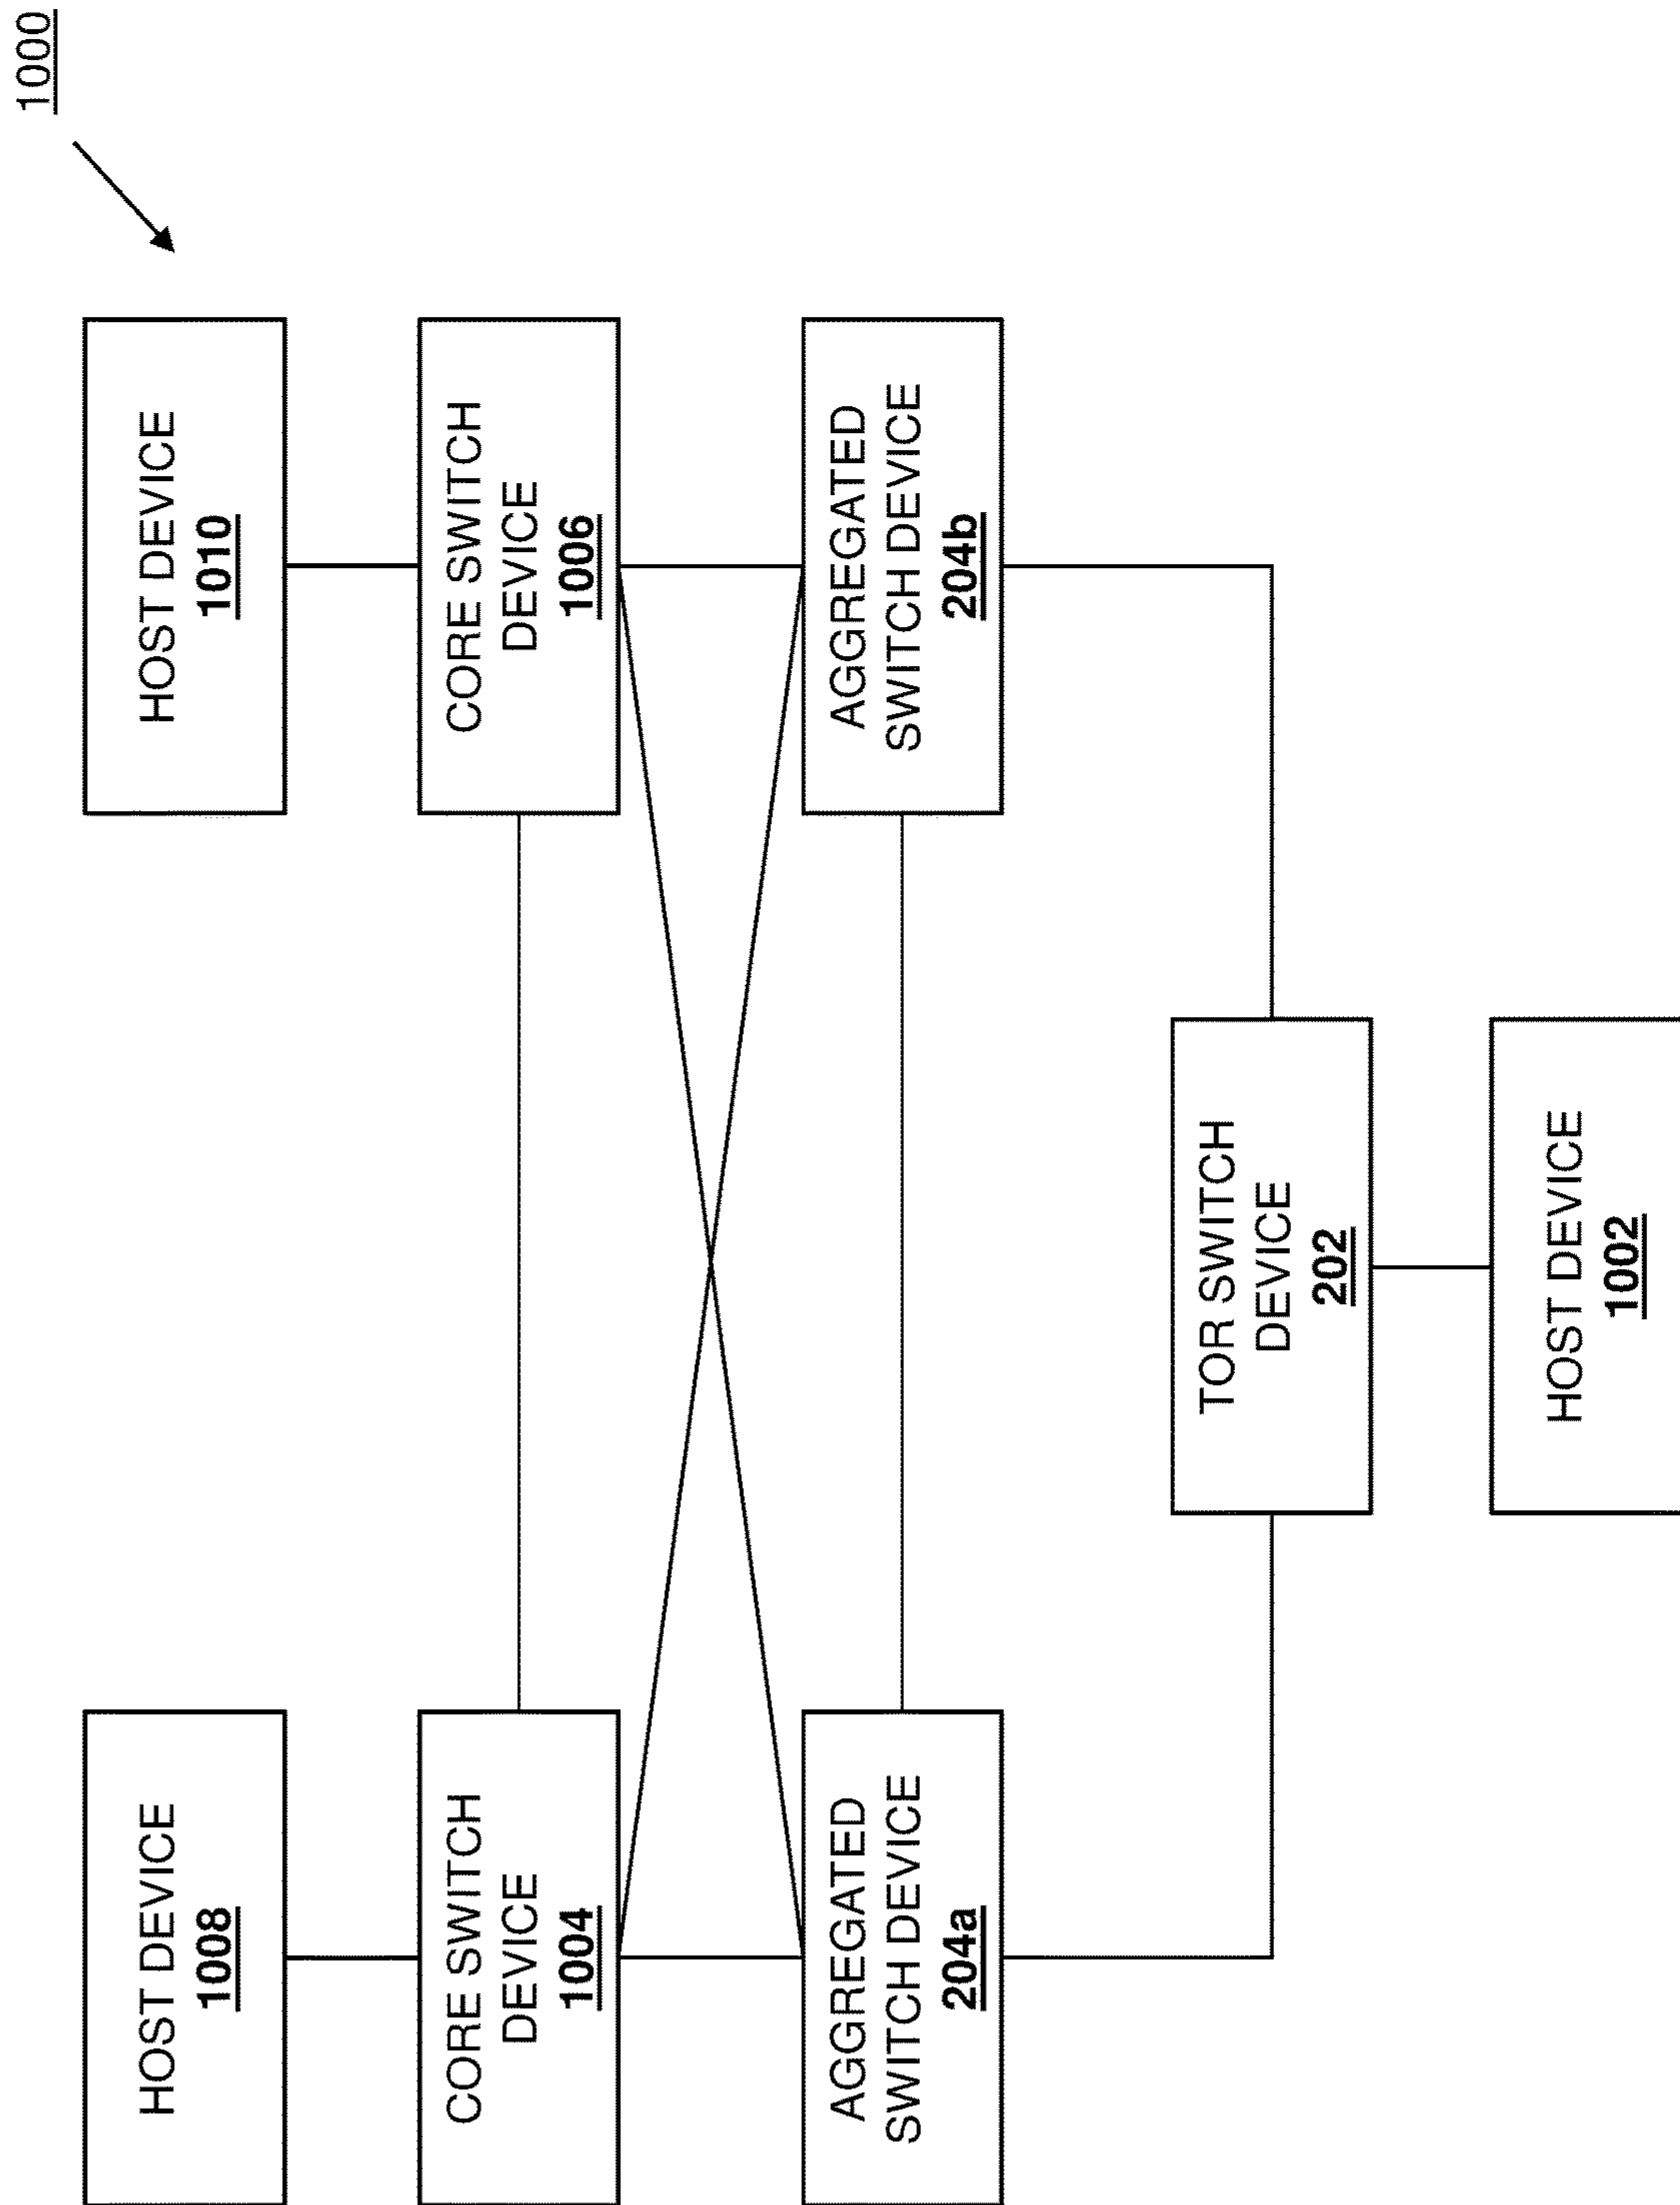 1000
HOST DEVICE
1008
HOST DEVICE
1010
CORE SWITCH
DEVICE
1004
CORE SWITCH
DEVICE
1006
AGGREGATED
SWITCH DEVICE
204a
AGGREGATED
SWITCH DEVICE
204b
TOR SWITCH
DEVICE
202
HOST DEVICE
1002